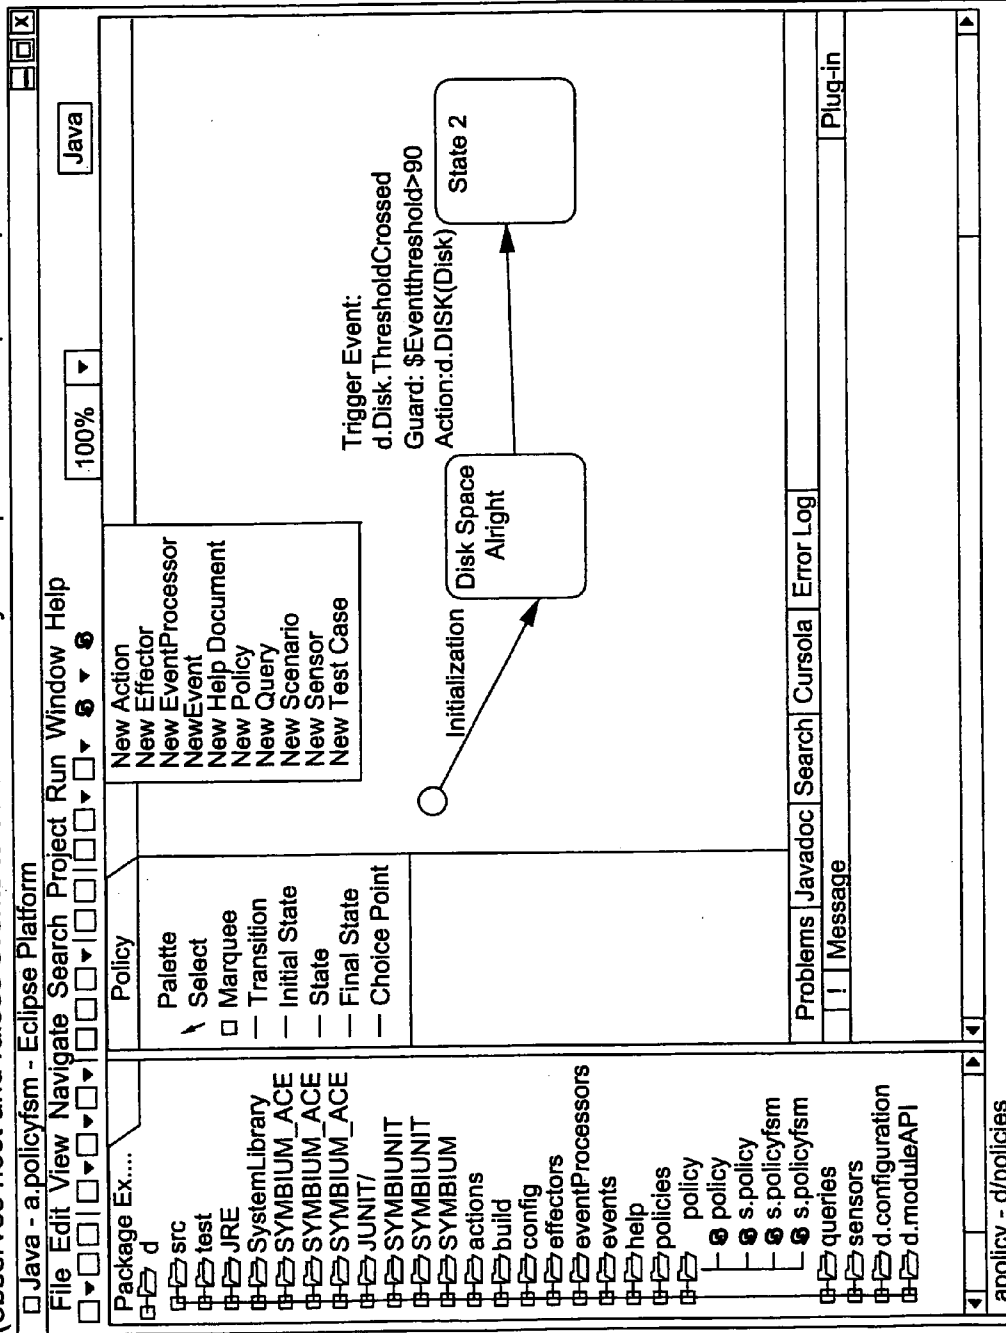 Java - a.policyfsm - Eclipse Platform
File Edit View Navigate Search Project Run Window Help
100%
Java
Package Ex....
d
src
test
JRE
SystemLibrary
SYMBIUM_ACE
SYMBIUM_ACE
SYMBIUM_ACE
JUNIT/
SYMBIUNIT
SYMBIUNIT
SYMBIUM
actions
build
config
effectors
eventProcessors
events
help
policies
policy
policy
s.policy
s.policyfsm
s.policyfsm
queries
sensors
d.configuration
d.moduleAPI
Policy
Palette
Select
Marquee
Transition
Initial State
State
Final State
Choice Point
New Action
New Effector
New EventProcessor
NewEvent
New Help Document
New Policy
New Query
New Scenario
New Sensor
New Test Case
Initialization
Disk Space
Alright
Trigger Event:
d.Disk.ThresholdCrossed
Guard: $Eventthreshold>90
Action:d.DISK(Disk)
State 2
Problems Javadoc Search Cursola Error Log
! Message Plug-in
apolicy - d/policies